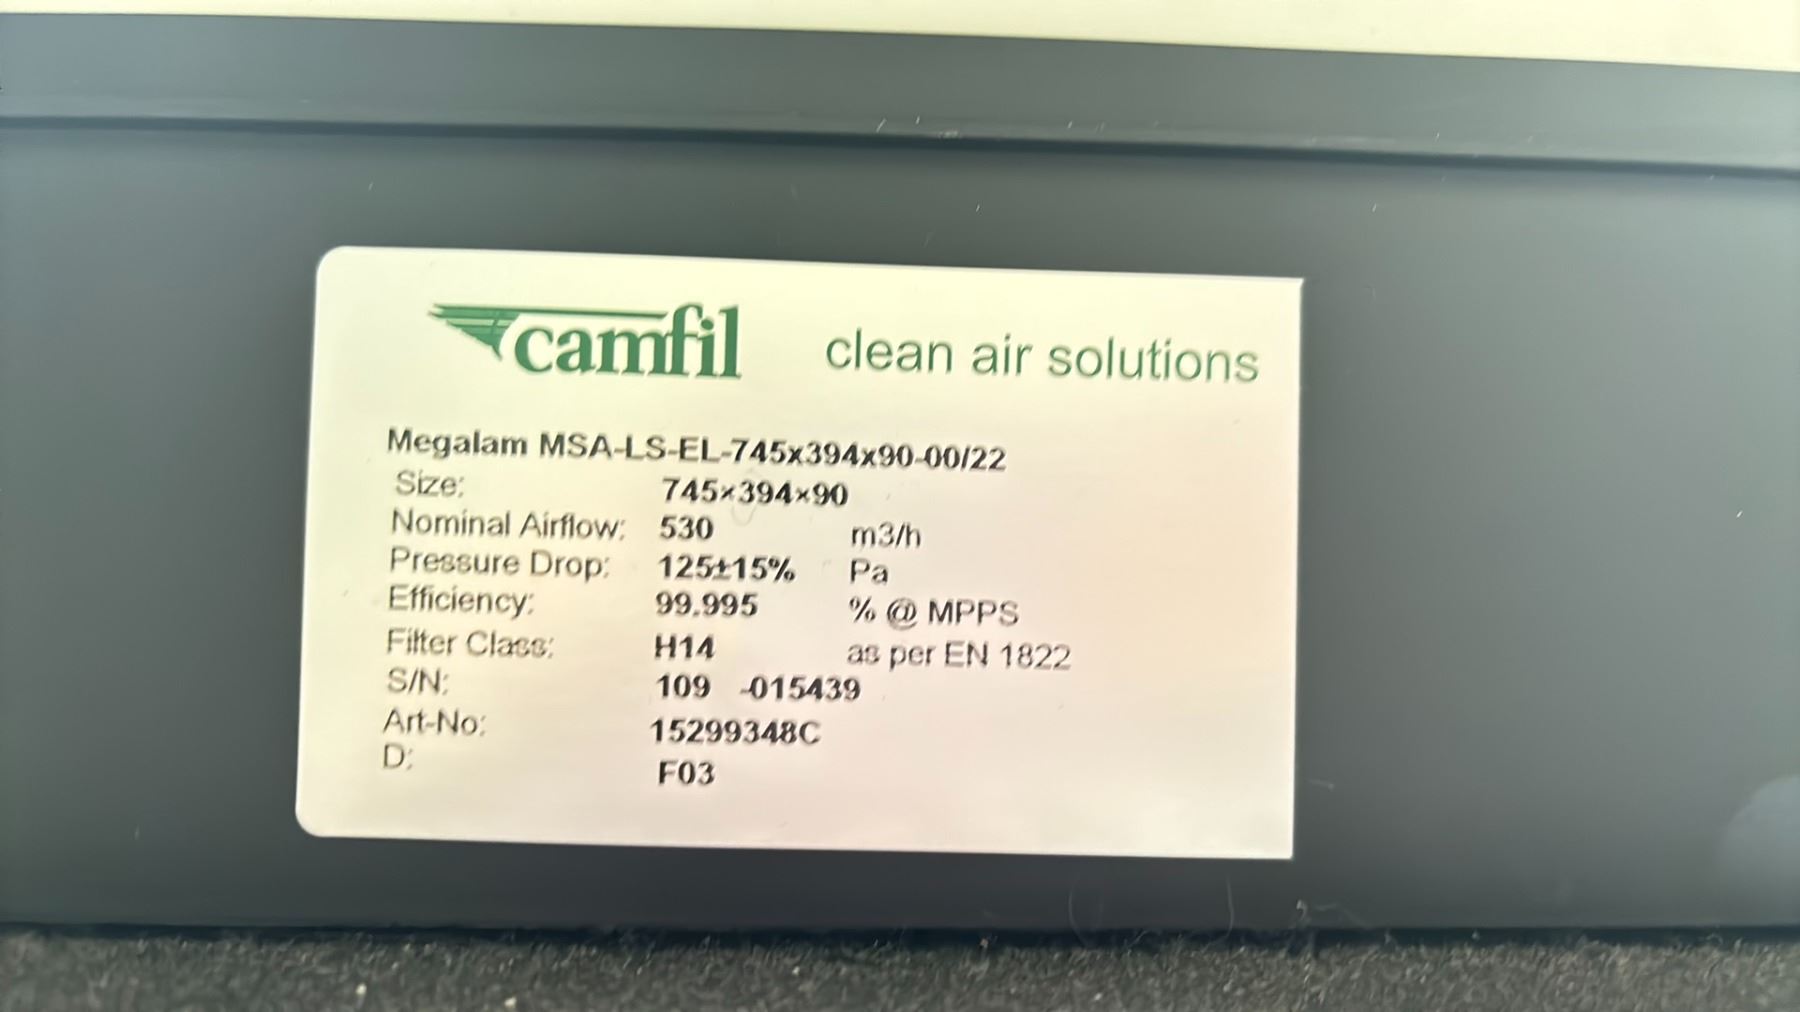 camfil clean air solutions
Megalam MSA-LS-EL-745x394x90-00/22
Size: 745×394×90
Nominal Airflow: 530 m3/h
Pressure Drop: 125±15% Pa
Efficiency: 99.995 % @ MPPS
Filter Class: H14 as per EN 1822
S/N: 109 -015439
Art-No: 15299348C
D: F03